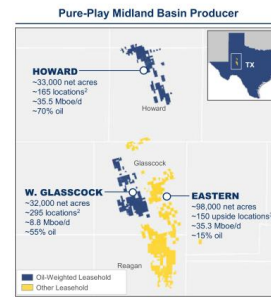 Pure-Play Midland Basin Producer
TX
HOWARD
~33,000 net acres
~165 locations²
~35.5 Mboe/d
~70% oil
Howard
Glasscock
W. GLASSCOCK
~32,000 net acres
~295 locations²
~8.8 Mboe/d
~55% oil
EASTERN
~98,000 net acres
~150 upside locations²
~35.3 Mboe/d
~15% oil
Reagan
Oil-Weighted Leasehold
Other Leasehold